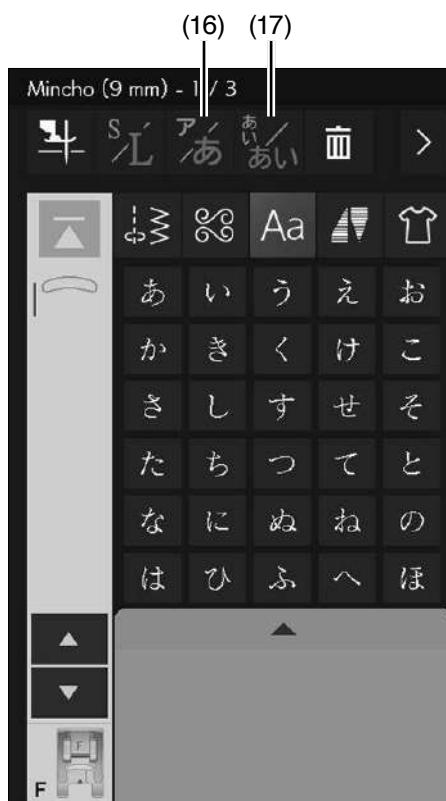 (16) (17)
Mincho (9 mm) - 1 / 3
S/L ア/あ あい/あい >
Aa
あ い う え お
か き く け こ
さ し す せ そ
た ち つ て と
な に ぬ ね の
は ひ ふ へ ほ
F
F